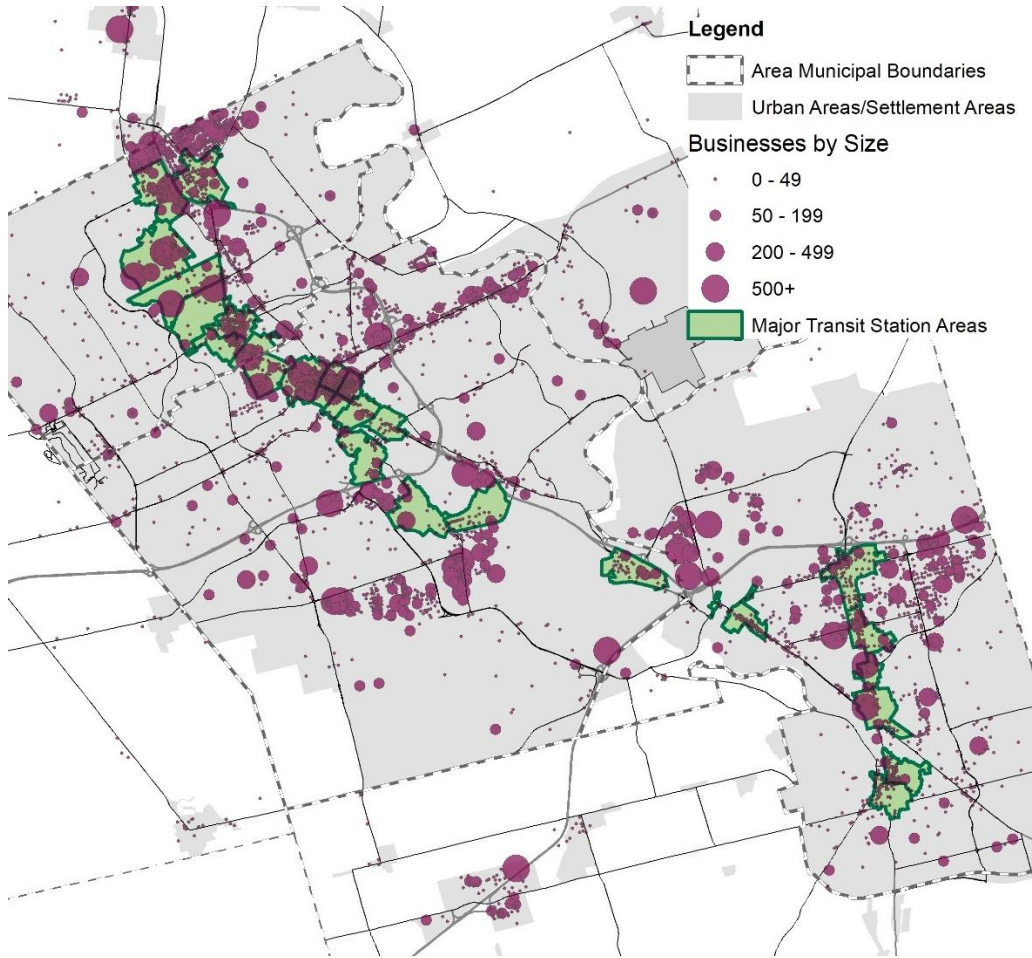 Legend
Area Municipal Boundaries
Urban Areas/Settlement Areas
Businesses by Size
0 - 49
50 - 199
200 - 499
500+
Major Transit Station Areas